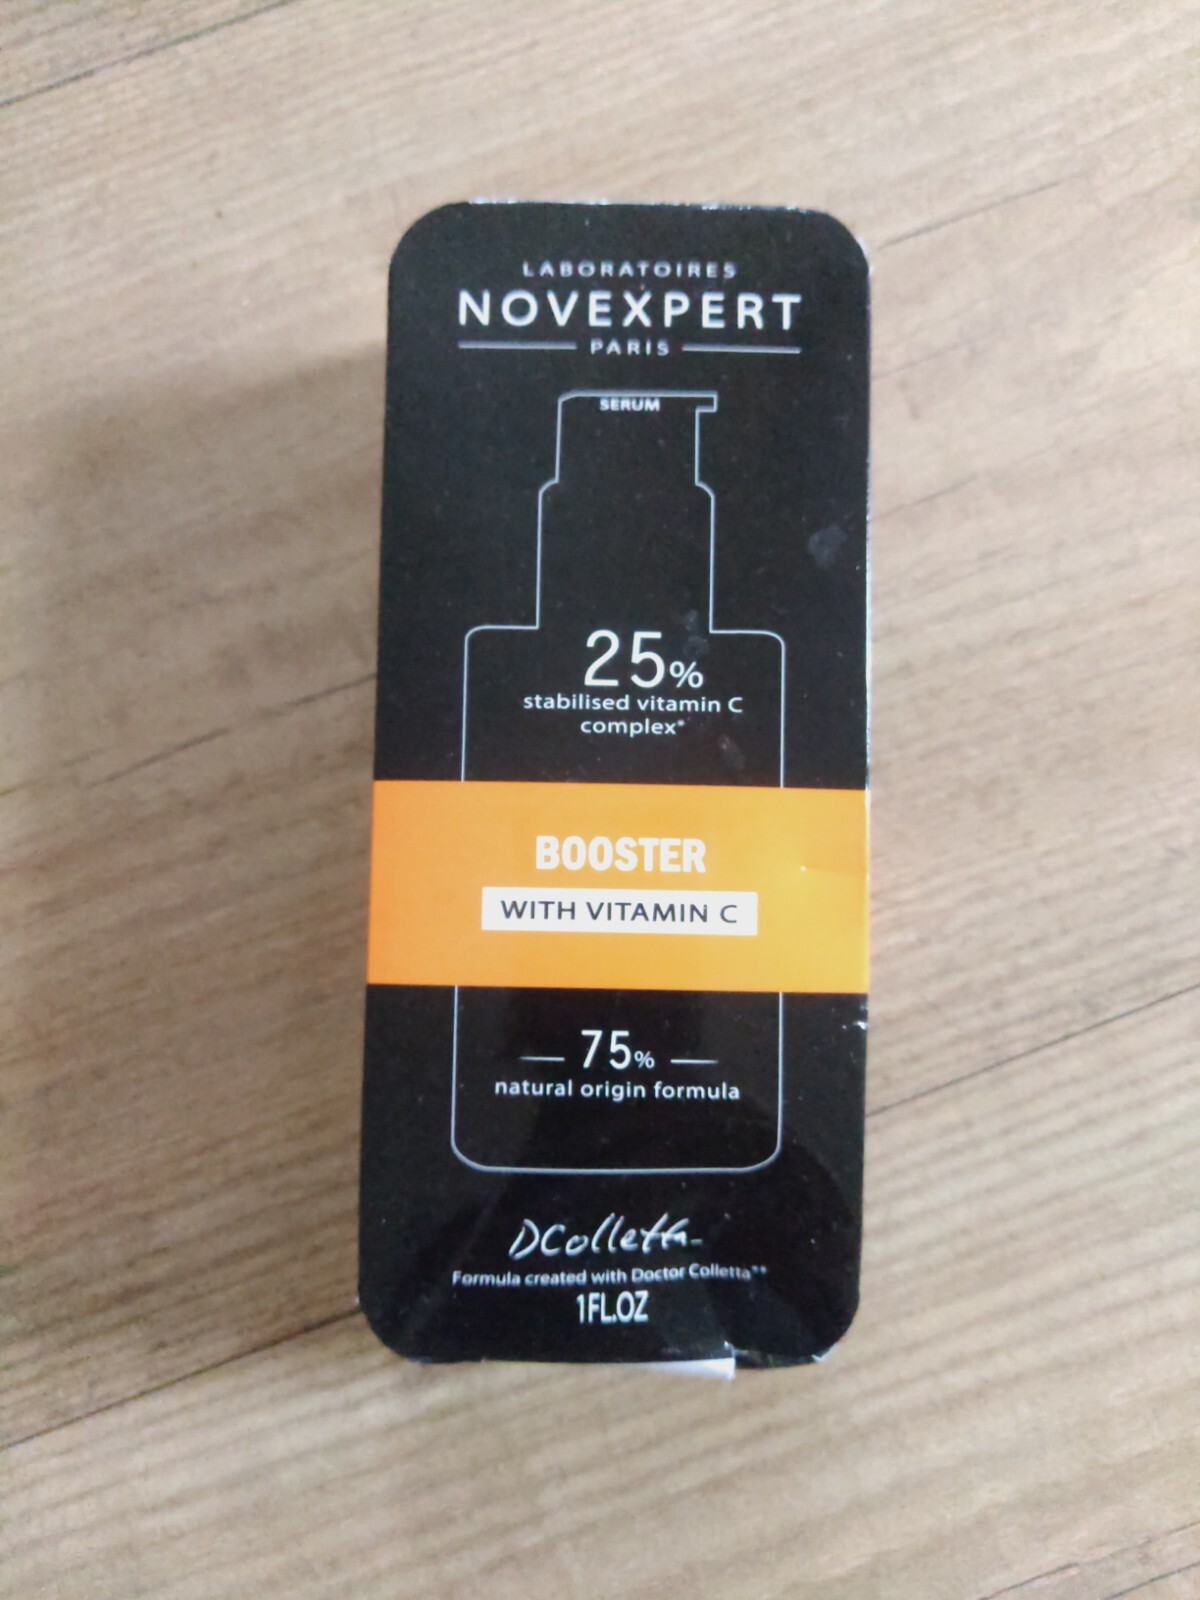 LABORATOIRES
NOVEXPERT
PARIS
SERUM
25%
stabilised vitamin C
complex*
BOOSTER
WITH VITAMIN C
75%
natural origin formula
DColletta
Formula created with Doctor Colletta**
1FL.OZ